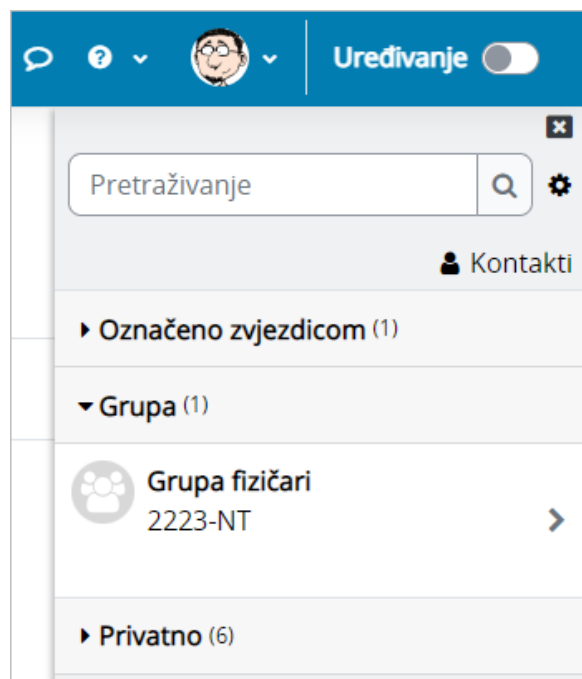 Uređivanje
Pretraživanje
Kontakti
Označeno zvjezdicom (1)
Grupa (1)
Grupa fizičari
2223-NT
Privatno (6)